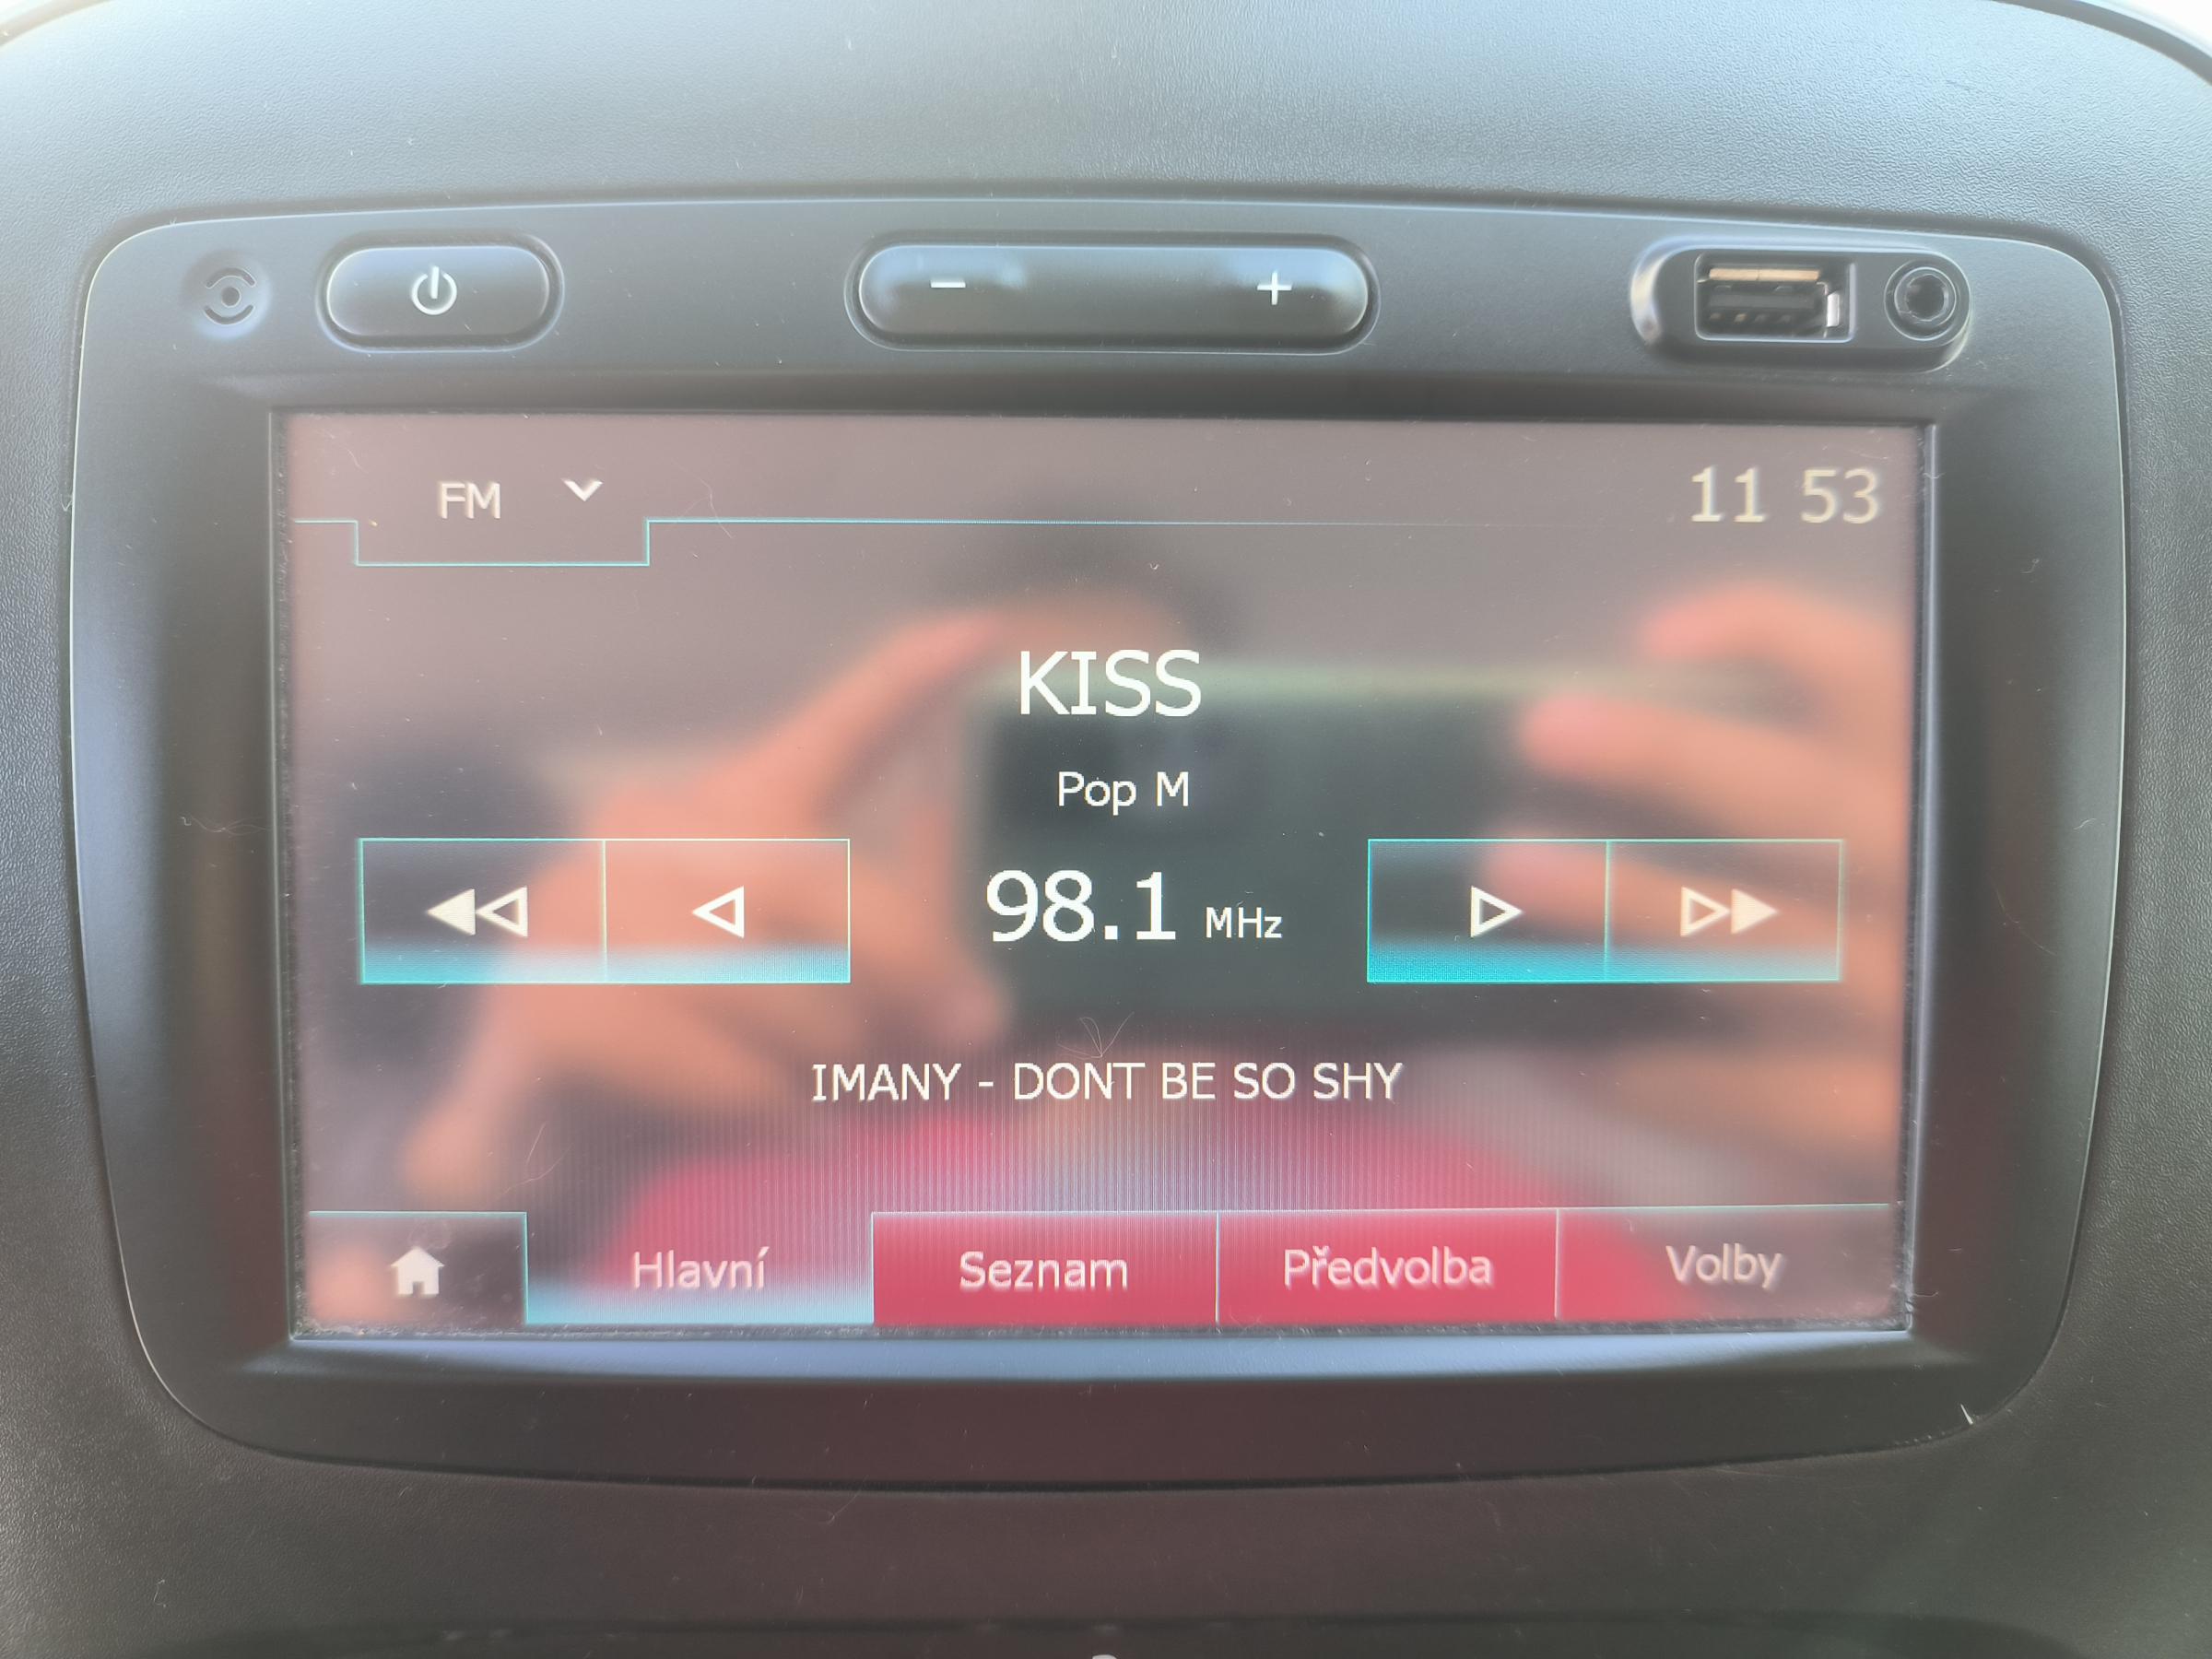 FM
11 53
KISS
Pop M
98.1 MHz
IMANY - DONT BE SO SHY
Hlavní Seznam Předvolba Volby